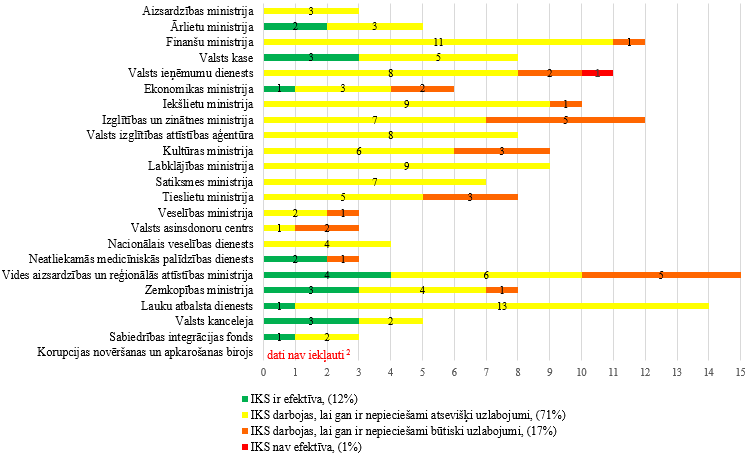 Aizsardzības ministrija 3
Ārlietu ministrija 2 3
Finanšu ministrija 11 1
Valsts kase 3 5
Valsts ieņēmumu dienests 8 2 1
Ekonomikas ministrija 1 3 2
Iekšlietu ministrija 9 1
Izglītības un zinātnes ministrija 7 5
Valsts izglītības attīstības aģentūra 8
Kultūras ministrija 6 3
Labklājības ministrija 9
Satiksmes ministrija 7
Tieslietu ministrija 5 3
Veselības ministrija 2 1
Valsts asinsdonoru centrs 1 2
Nacionālais veselības dienests 4
Neatliekamās medicīniskās palīdzības dienests 2 1
Vides aizsardzības un reģionālās attīstības ministrija 4 6 5
Zemkopības ministrija 3 4 1
Lauku atbalsta dienests 1 13
Valsts kanceleja 3 2
Sabiedrības integrācijas fonds 1 2
Korupcijas novēršanas un apkarošanas birojs dati nav iekļauti ²
0 1 2 3 4 5 6 7 8 9 10 11 12 13 14 15
IKS ir efektīva, (12%)
IKS darbojas, lai gan ir nepieciešami atsevišķi uzlabojumi, (71%)
IKS darbojas, lai gan ir nepieciešami būtiski uzlabojumi, (17%)
IKS nav efektīva, (1%)